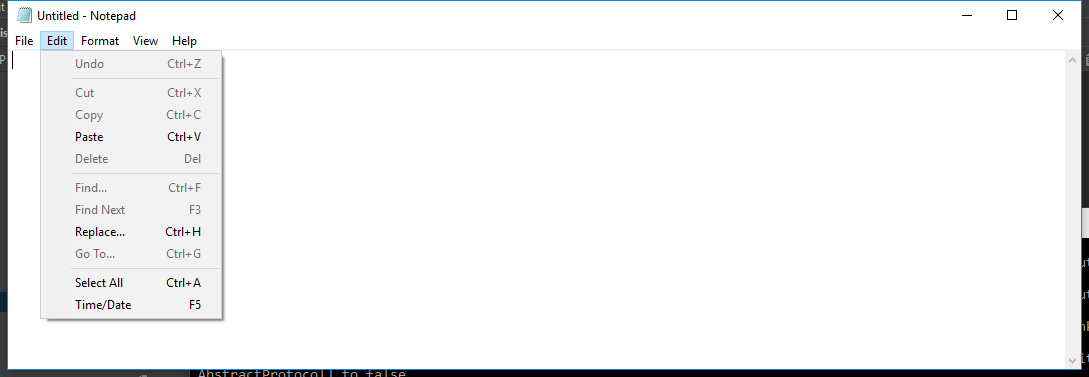 Untitled - Notepad
File Edit Format View Help
Undo Ctrl+Z
Cut Ctrl+X
Copy Ctrl+C
Paste Ctrl+V
Delete Del
Find... Ctrl+F
Find Next F3
Replace... Ctrl+H
Go To... Ctrl+G
Select All Ctrl+A
Time/Date F5
AbstractProtocol] to false